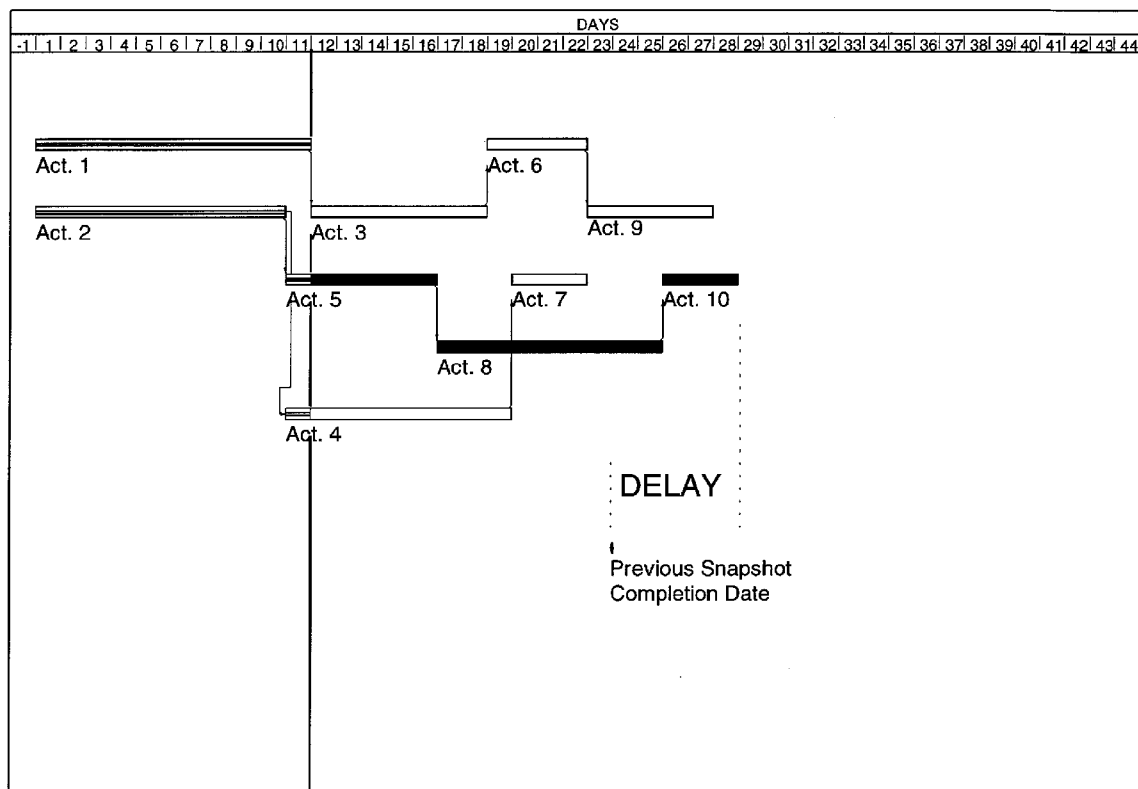 DAYS
-1 1 2 3 4 5 6 7 8 9 10 11 12 13 14 15 16 17 18 19 20 21 22 23 24 25 26 27 28 29 30 31 32 33 34 35 36 37 38 39 40 41 42 43 44
Act. 1
Act. 6
Act. 2
Act. 3
Act. 9
Act. 5
Act. 7
Act. 10
Act. 8
Act. 4
DELAY
Previous Snapshot
Completion Date